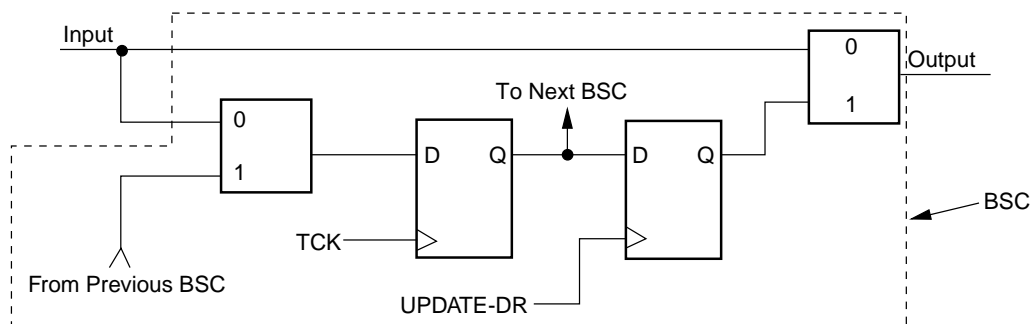 Input
0
Output
1
To Next BSC
0
1
D
Q
D
Q
BSC
TCK
From Previous BSC
UPDATE-DR